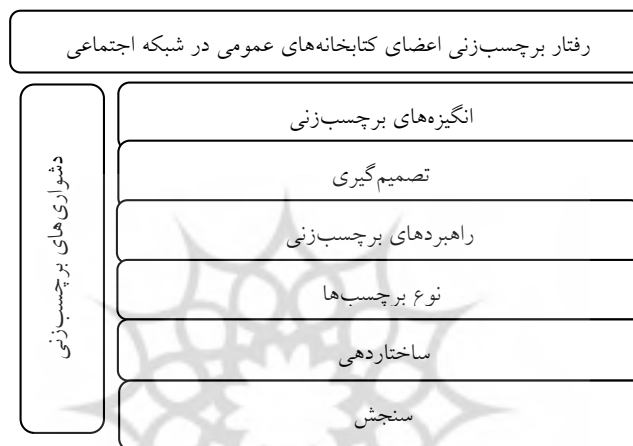 رفتار برچسب‌زنی اعضای کتابخانه‌های عمومی در شبکه اجتماعی
دشواری‌های برچسب‌زنی
انگیزه‌های برچسب‌زنی
تصمیم‌گیری
راهبردهای برچسب‌زنی
نوع برچسب‌ها
ساختاردهی
سنجش